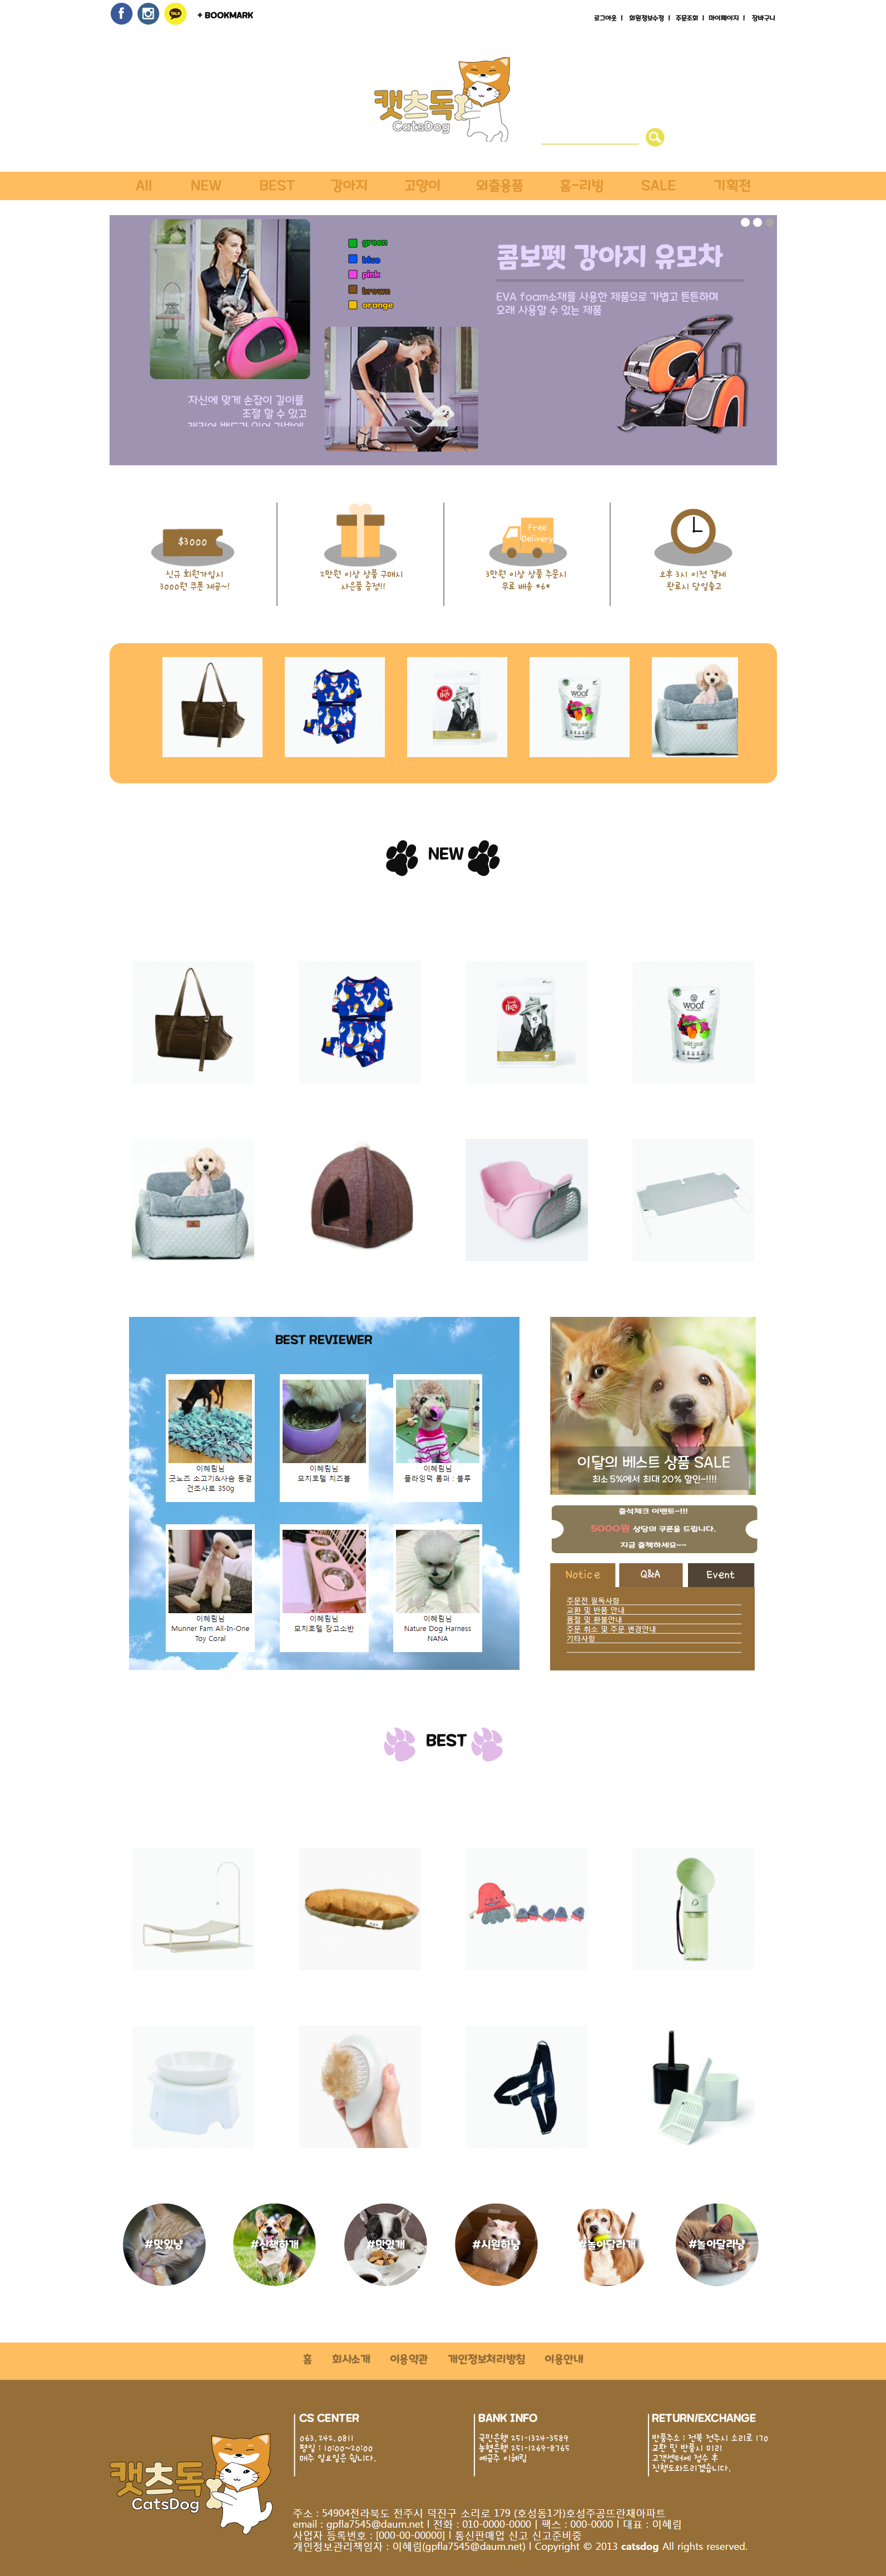 + BOOKMARK
로그아웃 | 회원정보수정 | 주문조회 | 마이페이지 | 장바구니
캣츠독
CatsDog
All NEW BEST 강아지 고양이 외출용품 홈-리빙 SALE 기획전
green
blue
pink
brown
orange
콤보펫 강아지 유모차
EVA foam소재를 사용한 제품으로 가볍고 튼튼하며
오래 사용할 수 있는 제품
자신에 맞게 손잡이 길이를
조절 할 수 있고
$3000
신규 회원가입시
3000원 쿠폰 제공~!
2만원 이상 상품 구매시
사은품 증정!!
Free
Delivery
3만원 이상 상품 주문시
무료 배송 *6*
오후 3시 이전 결제
완료시 당일출고
woof
NEW
woof
wild goat
BEST REVIEWER
이혜림님
굿노즈 소고기&사슴 동결
건조사료 350g
이혜림님
모치호텔 치즈볼
이혜림님
플라잉덕 롬퍼 : 블루
이혜림님
Munner Fam All-In-One
Toy Coral
이혜림님
모치호텔 장고소반
이혜림님
Nature Dog Harness
NANA
이달의 베스트 상품 SALE
최소 5%에서 최대 20% 할인~!!!!
출석체크 이벤트~!!!
5000원 상당의 쿠폰을 드립니다.
지금 출첵하세요~~
Notice Q&A Event
주문전 필독사항
교환 및 반품 안내
품절 및 환불안내
주문 취소 및 주문 변경안내
기타사항
BEST
#맛있냥 #산책하개 #맛있개 #시원하냥 #놀아달라개 #놀아달라냥
홈 회사소개 이용약관 개인정보처리방침 이용안내
캣츠독
CatsDog
CS CENTER
063. 242. 0811
평일 : 10:00~20:00
매주 일요일은 쉽니다.
BANK INFO
국민은행 251-1324-3589
농협은행 251-1269-8765
예금주 이혜림
RETURN/EXCHANGE
반품주소 : 전북 전주시 소리로 170
교환 및 반품시 미리
고객센터에 접수 후
진행도와드리겠습니다.
주소 : 54904전라북도 전주시 덕진구 소리로 179 (호성동1가)호성주공뜨란채아파트
email : gpfla7545@daum.net l 전화 : 010-0000-0000 | 팩스 : 000-0000 l 대표 : 이혜림
사업자 등록번호 : [000-00-00000] l 통신판매업 신고 신고준비중
개인정보관리책임자 : 이혜림(gpfla7545@daum.net) l Copyright © 2013 catsdog All rights reserved.